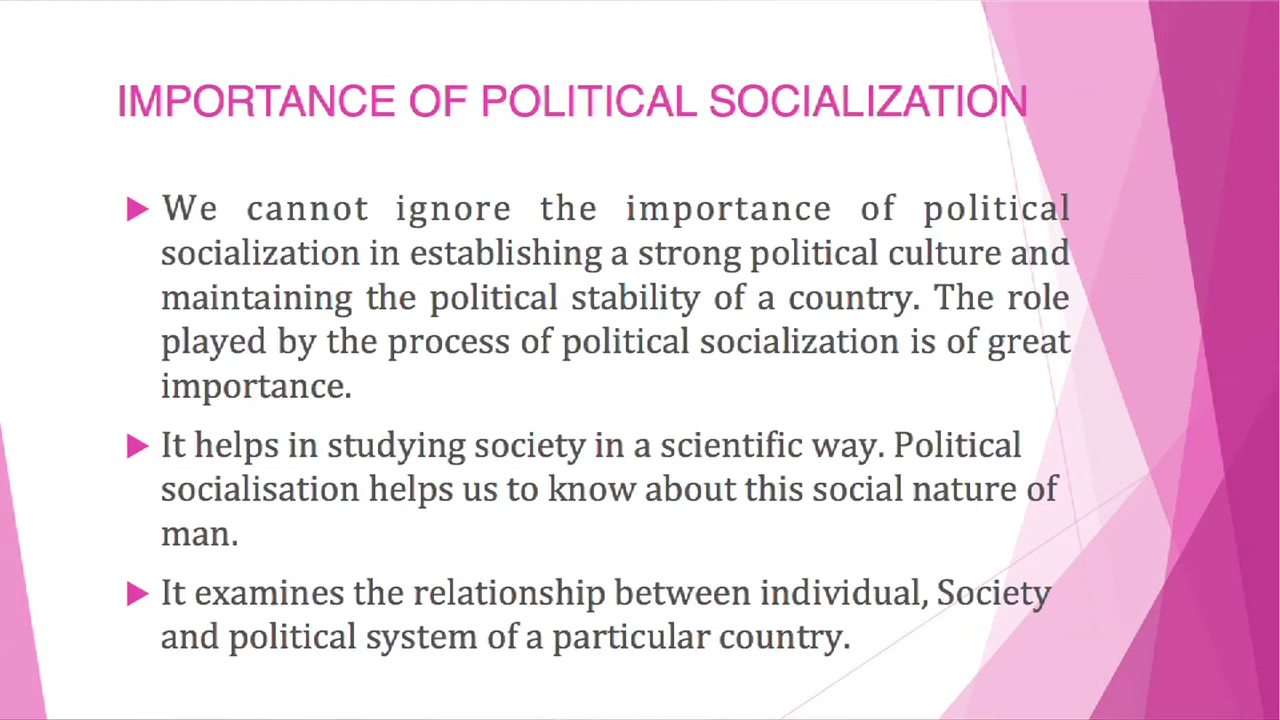 IMPORTANCE OF POLITICAL SOCIALIZATION
We cannot ignore the importance of political
socialization in establishing a strong political culture and
maintaining the political stability of a country. The role
played by the process of political socialization is of great
importance.
It helps in studying society in a scientific way. Political
socialisation helps us to know about this social nature of
man.
It examines the relationship between individual, Society
and political system of a particular country.